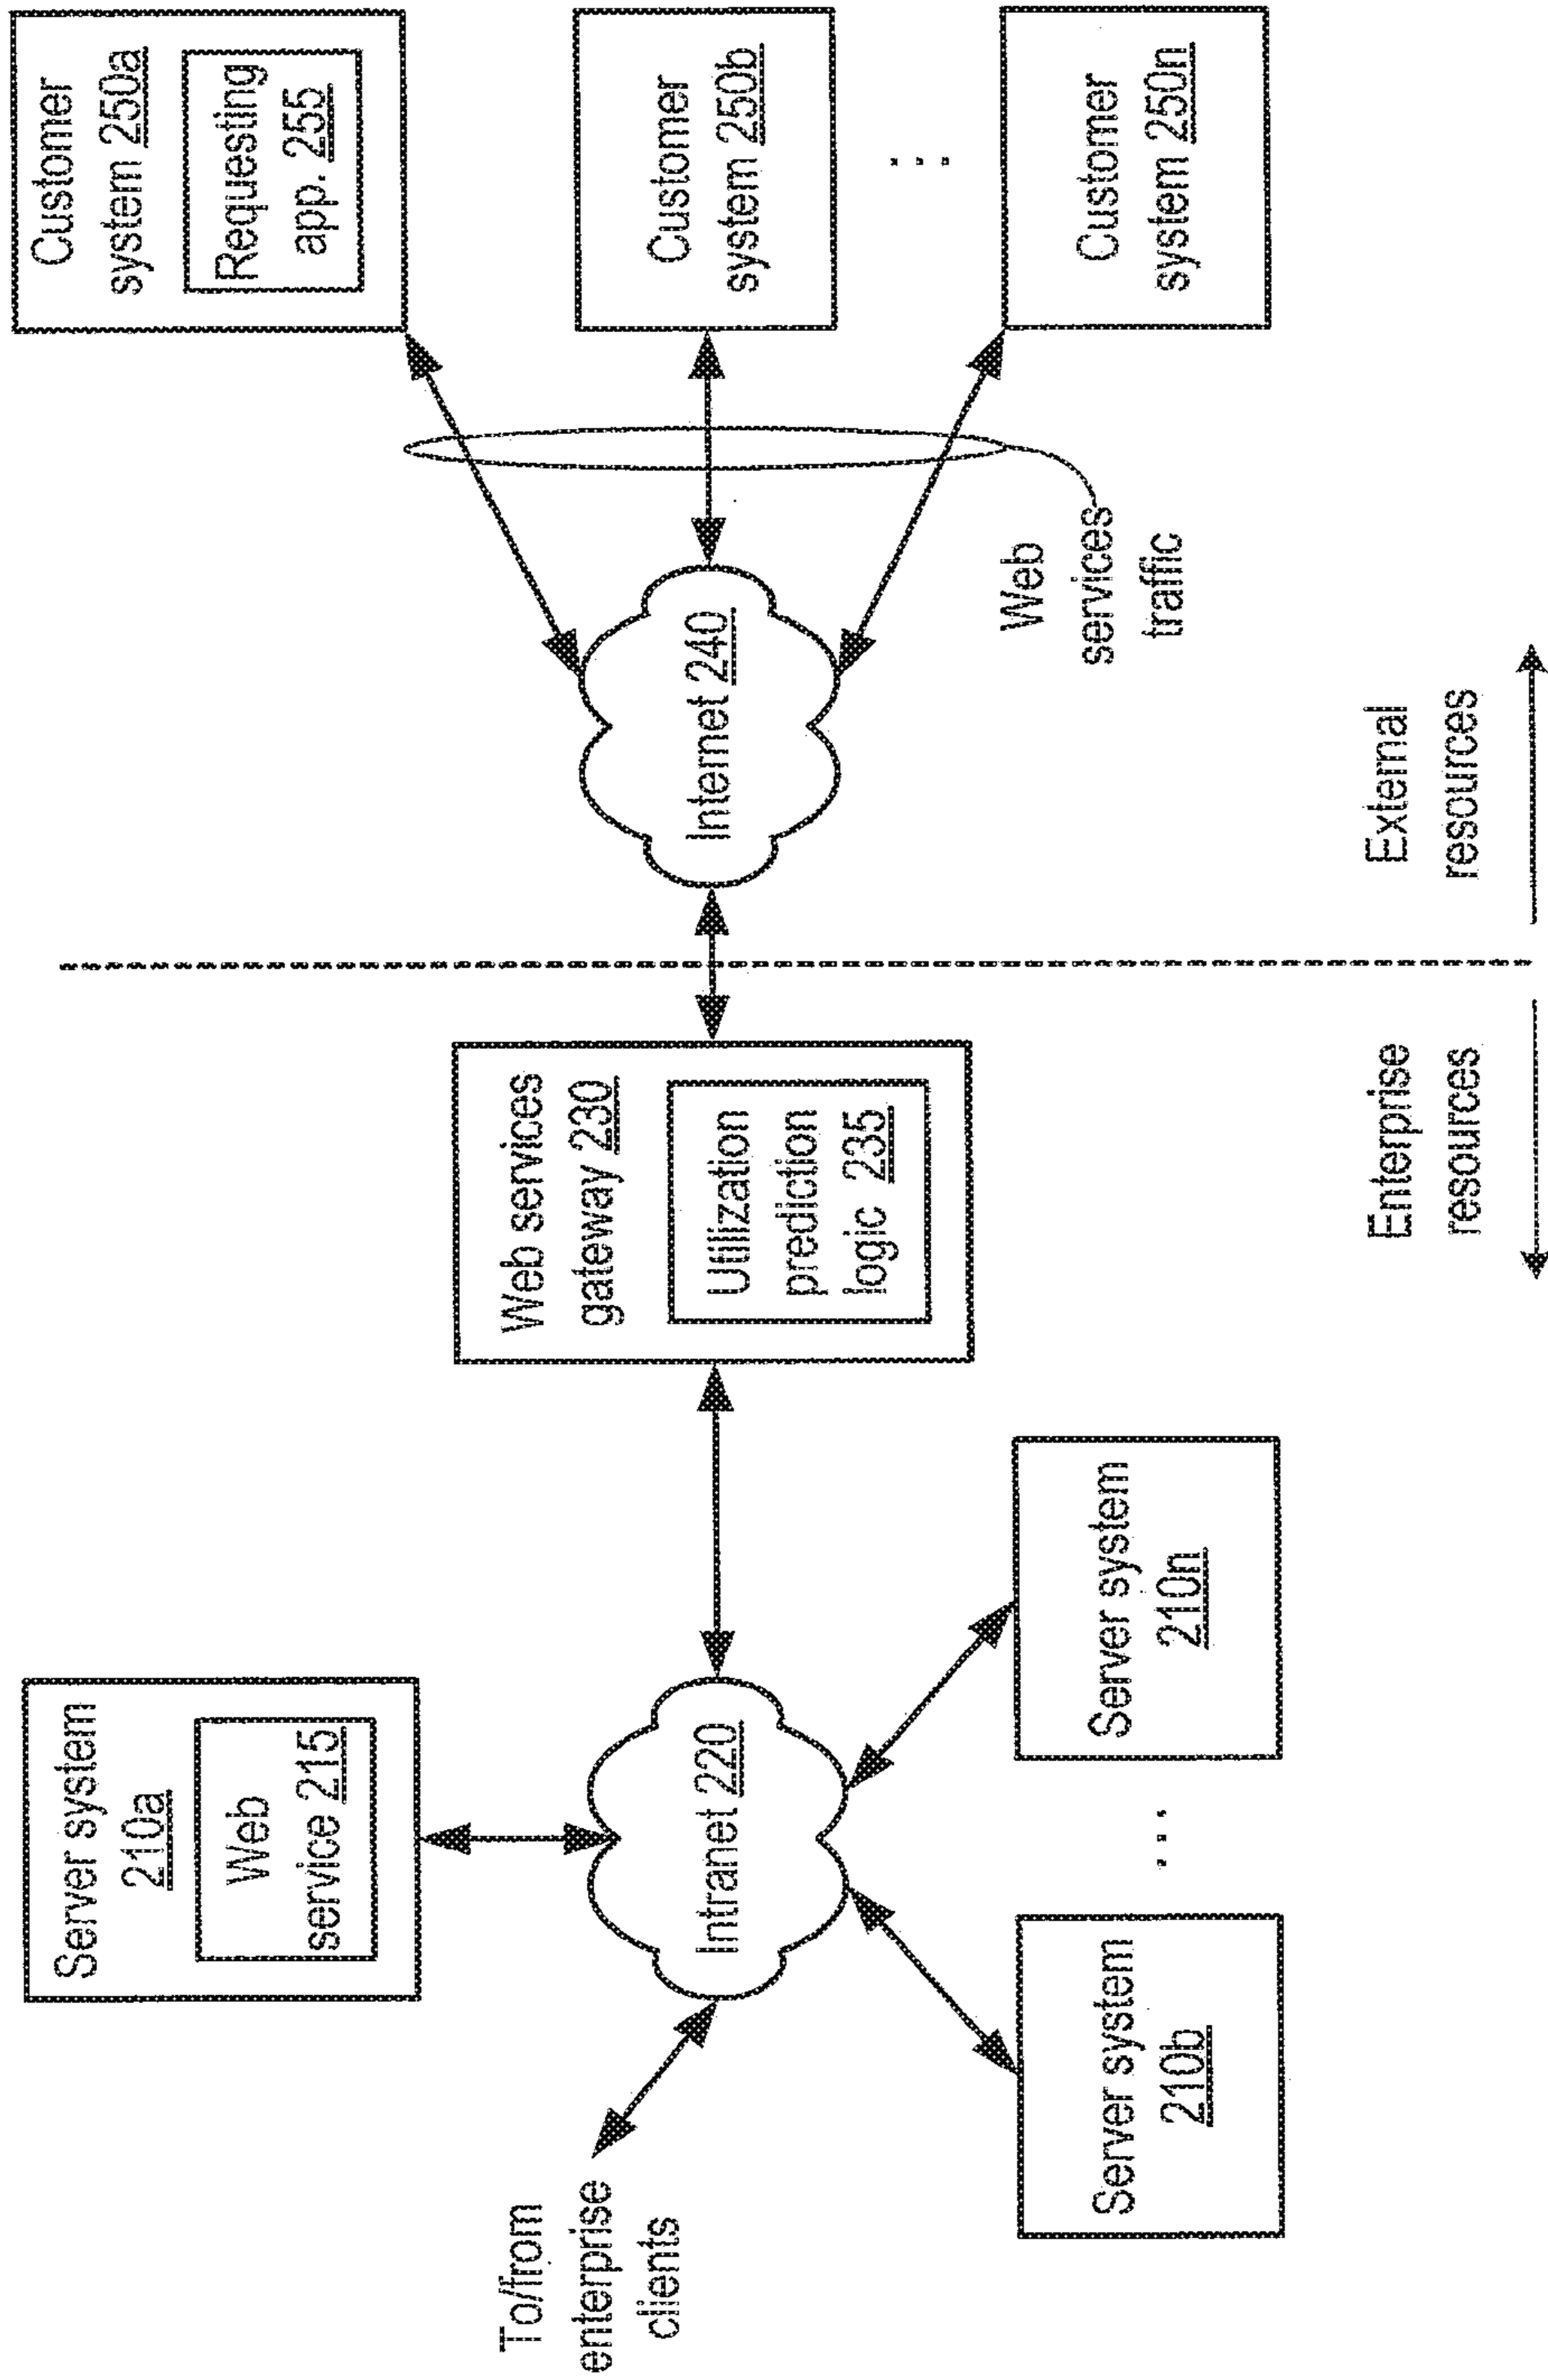 Server system
210a
Web
service 215
To/from
enterprise
clients
Intranet 220
Server system
210b
...
Server system
210n
Web services
gateway 230
Utilization
prediction
logic 235
Internet 240
Customer
system 250a
Requesting
app. 255
Customer
system 250b
...
Customer
system 250n
Web
services
traffic
Enterprise
resources
External
resources